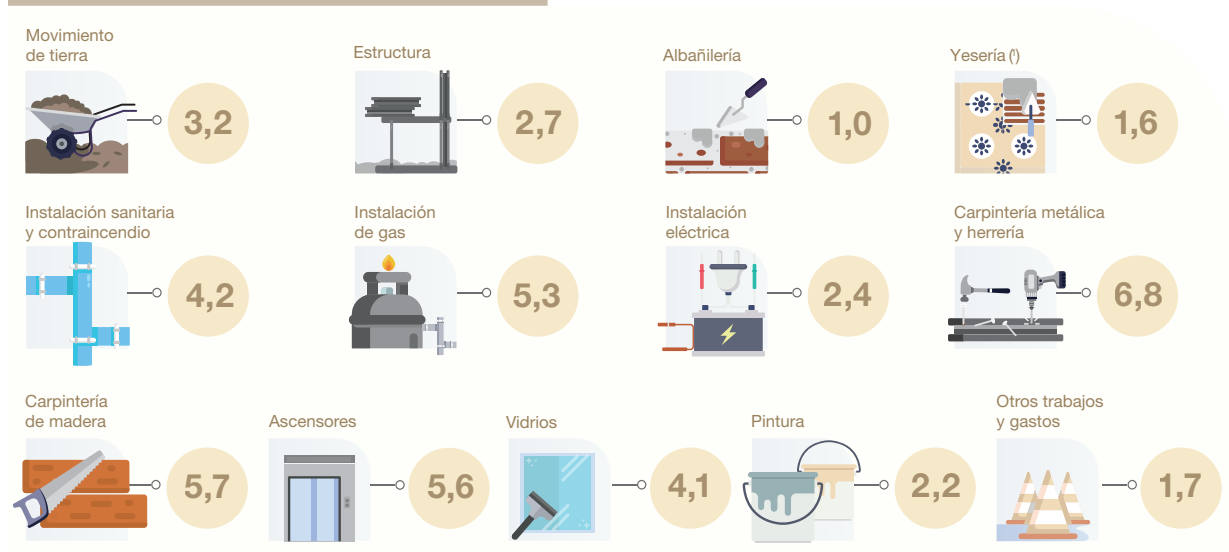 Movimiento
de tierra
3,2
Estructura
2,7
Albañilería
1,0
Yesería (¹)
1,6
Instalación sanitaria
y contraincendio
4,2
Instalación
de gas
5,3
Instalación
eléctrica
2,4
Carpintería metálica
y herrería
6,8
Carpintería
de madera
5,7
Ascensores
5,6
Vidrios
4,1
Pintura
2,2
Otros trabajos
y gastos
1,7